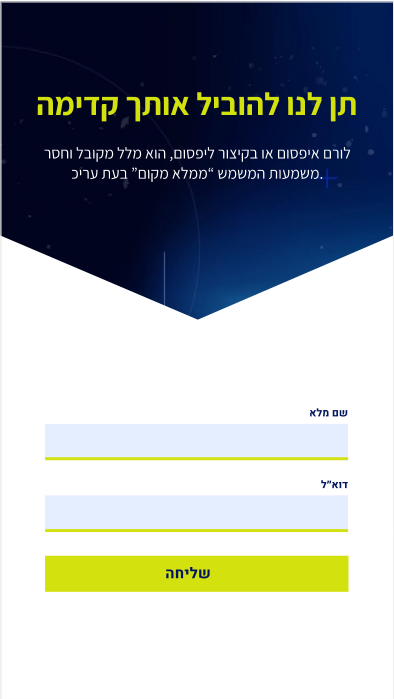 תן לנו להוביל אותך קדימה
לורם איפסום או בקיצור ליפסום, הוא מלל מקובל וחסר
.משמעות המשמש “ממלא מקום” בעת עריכ
שם מלא
דוא״ל
שליחה